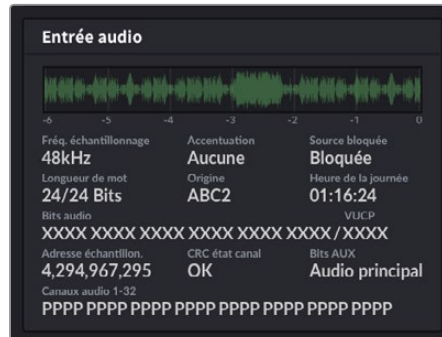 Entrée audio
-6 -5 -4 -3 -2 -1 0
Fréq. échantillonnage Accentuation Source bloquée
48kHz Aucune Bloquée
Longueur de mot Origine Heure de la journée
24/24 Bits ABC2 01:16:24
Bits audio VUCP
XXXX XXXX XXXX XXXX XXXX XXXX/XXXX
Adresse échantillon. CRC état canal Bits AUX
4,294,967,295 OK Audio principal
Canaux audio 1-32
PPPP PPPP PPPP PPPP PPPP PPPP PPPP PPPP